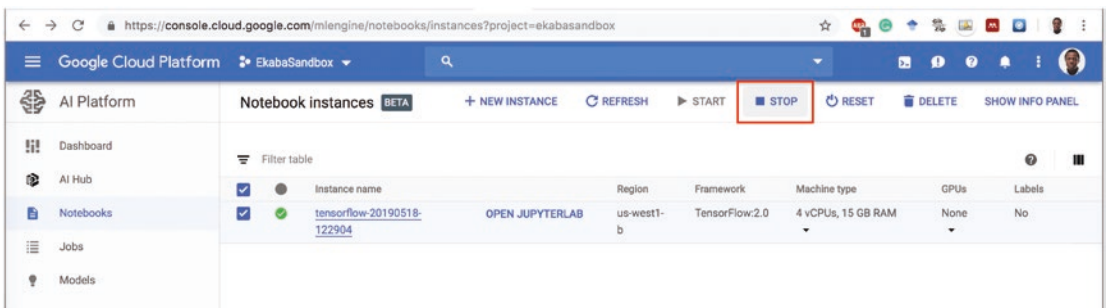 https://console.cloud.google.com/mlengine/notebooks/instances?project=ekabasandbox
Google Cloud Platform EkabaSandbox
AI Platform Notebook instances BETA + NEW INSTANCE REFRESH START STOP RESET DELETE SHOW INFO PANEL
Dashboard
Filter table
AI Hub
Instance name Region Framework Machine type GPUs Labels
Notebooks
tensorflow-20190518-
122904
OPEN JUPYTERLAB
us-west1-
b
TensorFlow:2.0 4 vCPUs, 15 GB RAM None No
Jobs
Models